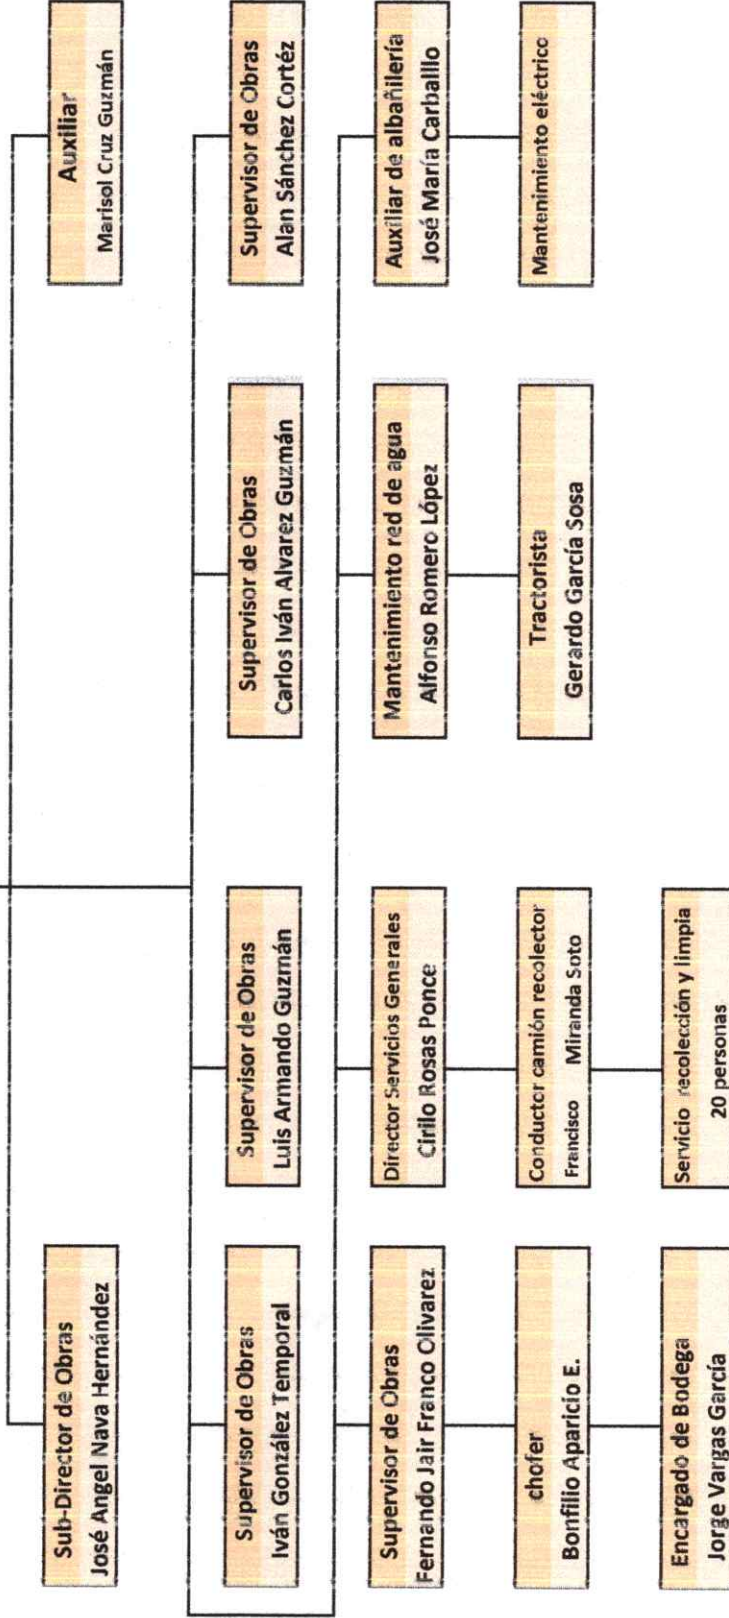 Sub-Director de Obras
José Angel Nava Hernández
Auxiliar
Marisol Cruz Guzmán
Supervisor de Obras
Iván González Temporal
Supervisor de Obras
Luis Armando Guzmán
Supervisor de Obras
Carlos Iván Alvarez Guzmán
Supervisor de Obras
Alan Sánchez Cortéz
Supervisor de Obras
Fernando Jair Franco Olivarez
Director Servicios Generales
Cirilo Rosas Ponce
Mantenimiento red de agua
Alfonso Romero López
Auxiliar de albañilería
José María Carballlo
chofer
Bonfilio Aparicio E.
Conductor camión recolector
Francisco Miranda Soto
Tractorista
Gerardo García Sosa
Mantenimiento eléctrico
Encargado de Bodega
Jorge Vargas García
Servicio recolección y limpia
20 personas